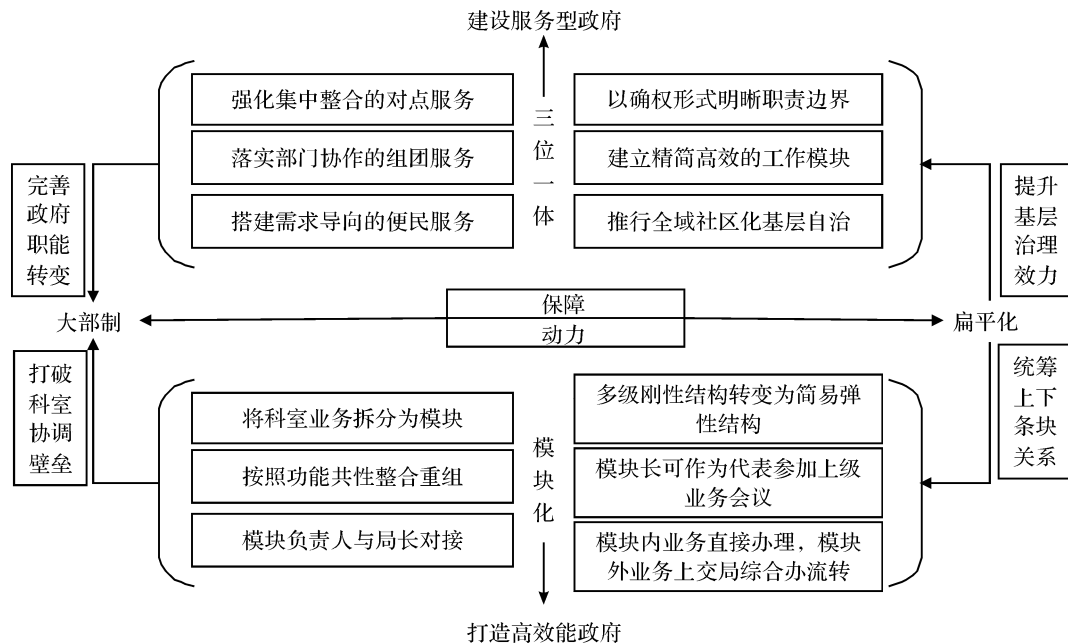 建设服务型政府
强化集中整合的对点服务
落实部门协作的组团服务
搭建需求导向的便民服务
三
位
一
体
以确权形式明晰职责边界
建立精简高效的工作模块
推行全域社区化基层自治
完善
政府
职能
转变
提升
基层
治理
效力
大部制
保障
动力
扁平化
打破
科室
协调
壁垒
将科室业务拆分为模块
按照功能共性整合重组
模块负责人与局长对接
模
块
化
多级刚性结构转变为简易弹
性结构
模块长可作为代表参加上级
业务会议
模块内业务直接办理，模块
外业务上交局综合办流转
统筹
上下
条块
关系
打造高效能政府